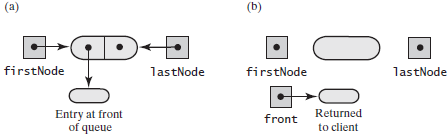 (a)
(b)
firstNode
lastNode
Entry at front
of queue
firstNode
lastNode
front
Returned
to client